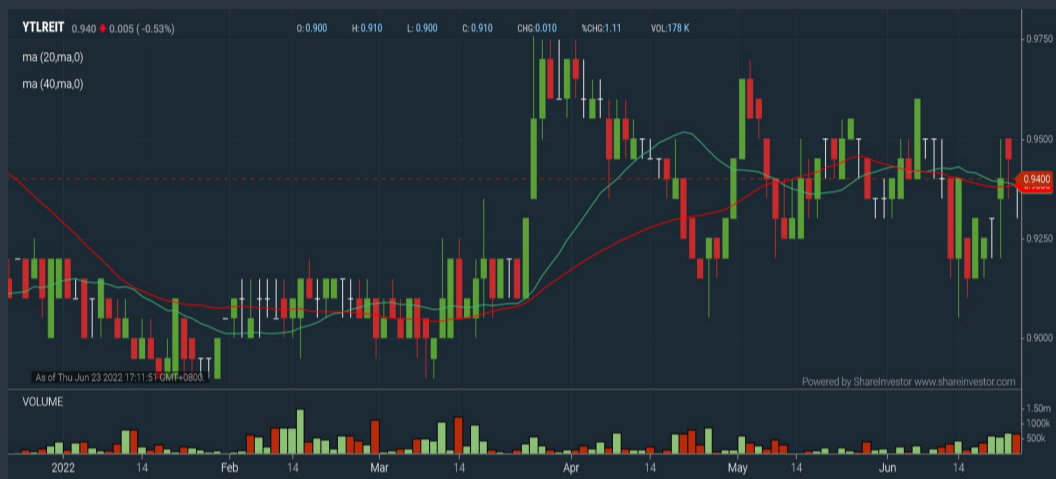 YTLREIT 0.940 0.005 ( -0.53%) O: 0.900 H: 0.910 L: 0.900 C: 0.910 CHG:0.010 %CHG:1.11 VOL:178 K
ma (20,ma,0)
ma (40,ma,0)
0.9750
0.9500
0.9400
0.9250
0.9000
As of Thu Jun 23 2022 17:11:51 GMT+0800
Powered by ShareInvestor www.shareinvestor.com
VOLUME
1.50m
1000k
500k
2022 14 Feb 14 Mar 14 Apr 14 May 14 Jun 14